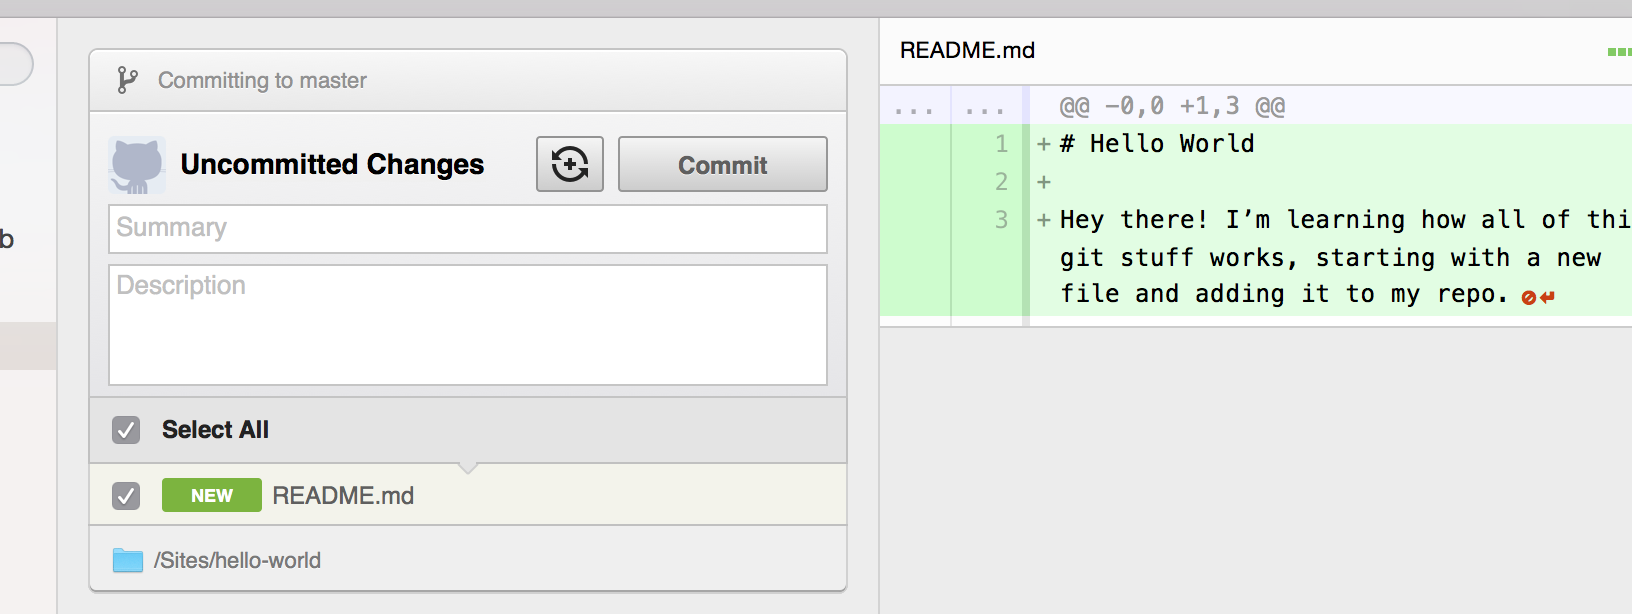 b
Committing to master
Uncommitted Changes
Commit
Summary
Description
Select All
NEW README.md
/Sites/hello-world
README.md
... ... @@ -0,0 +1,3 @@
1 + # Hello World
2 +
3 + Hey there! I’m learning how all of thi
git stuff works, starting with a new
file and adding it to my repo.